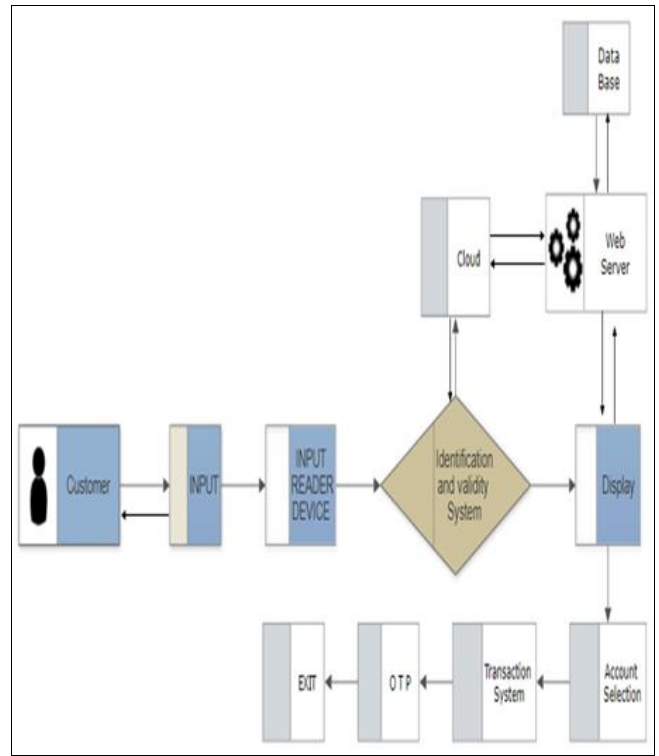 Data
Base
Cloud
Web
Server
Customer
INPUT
INPUT
READER
DEVICE
Identification
and validity
System
Display
EXIT
O T P
Transaction
System
Account
Selection